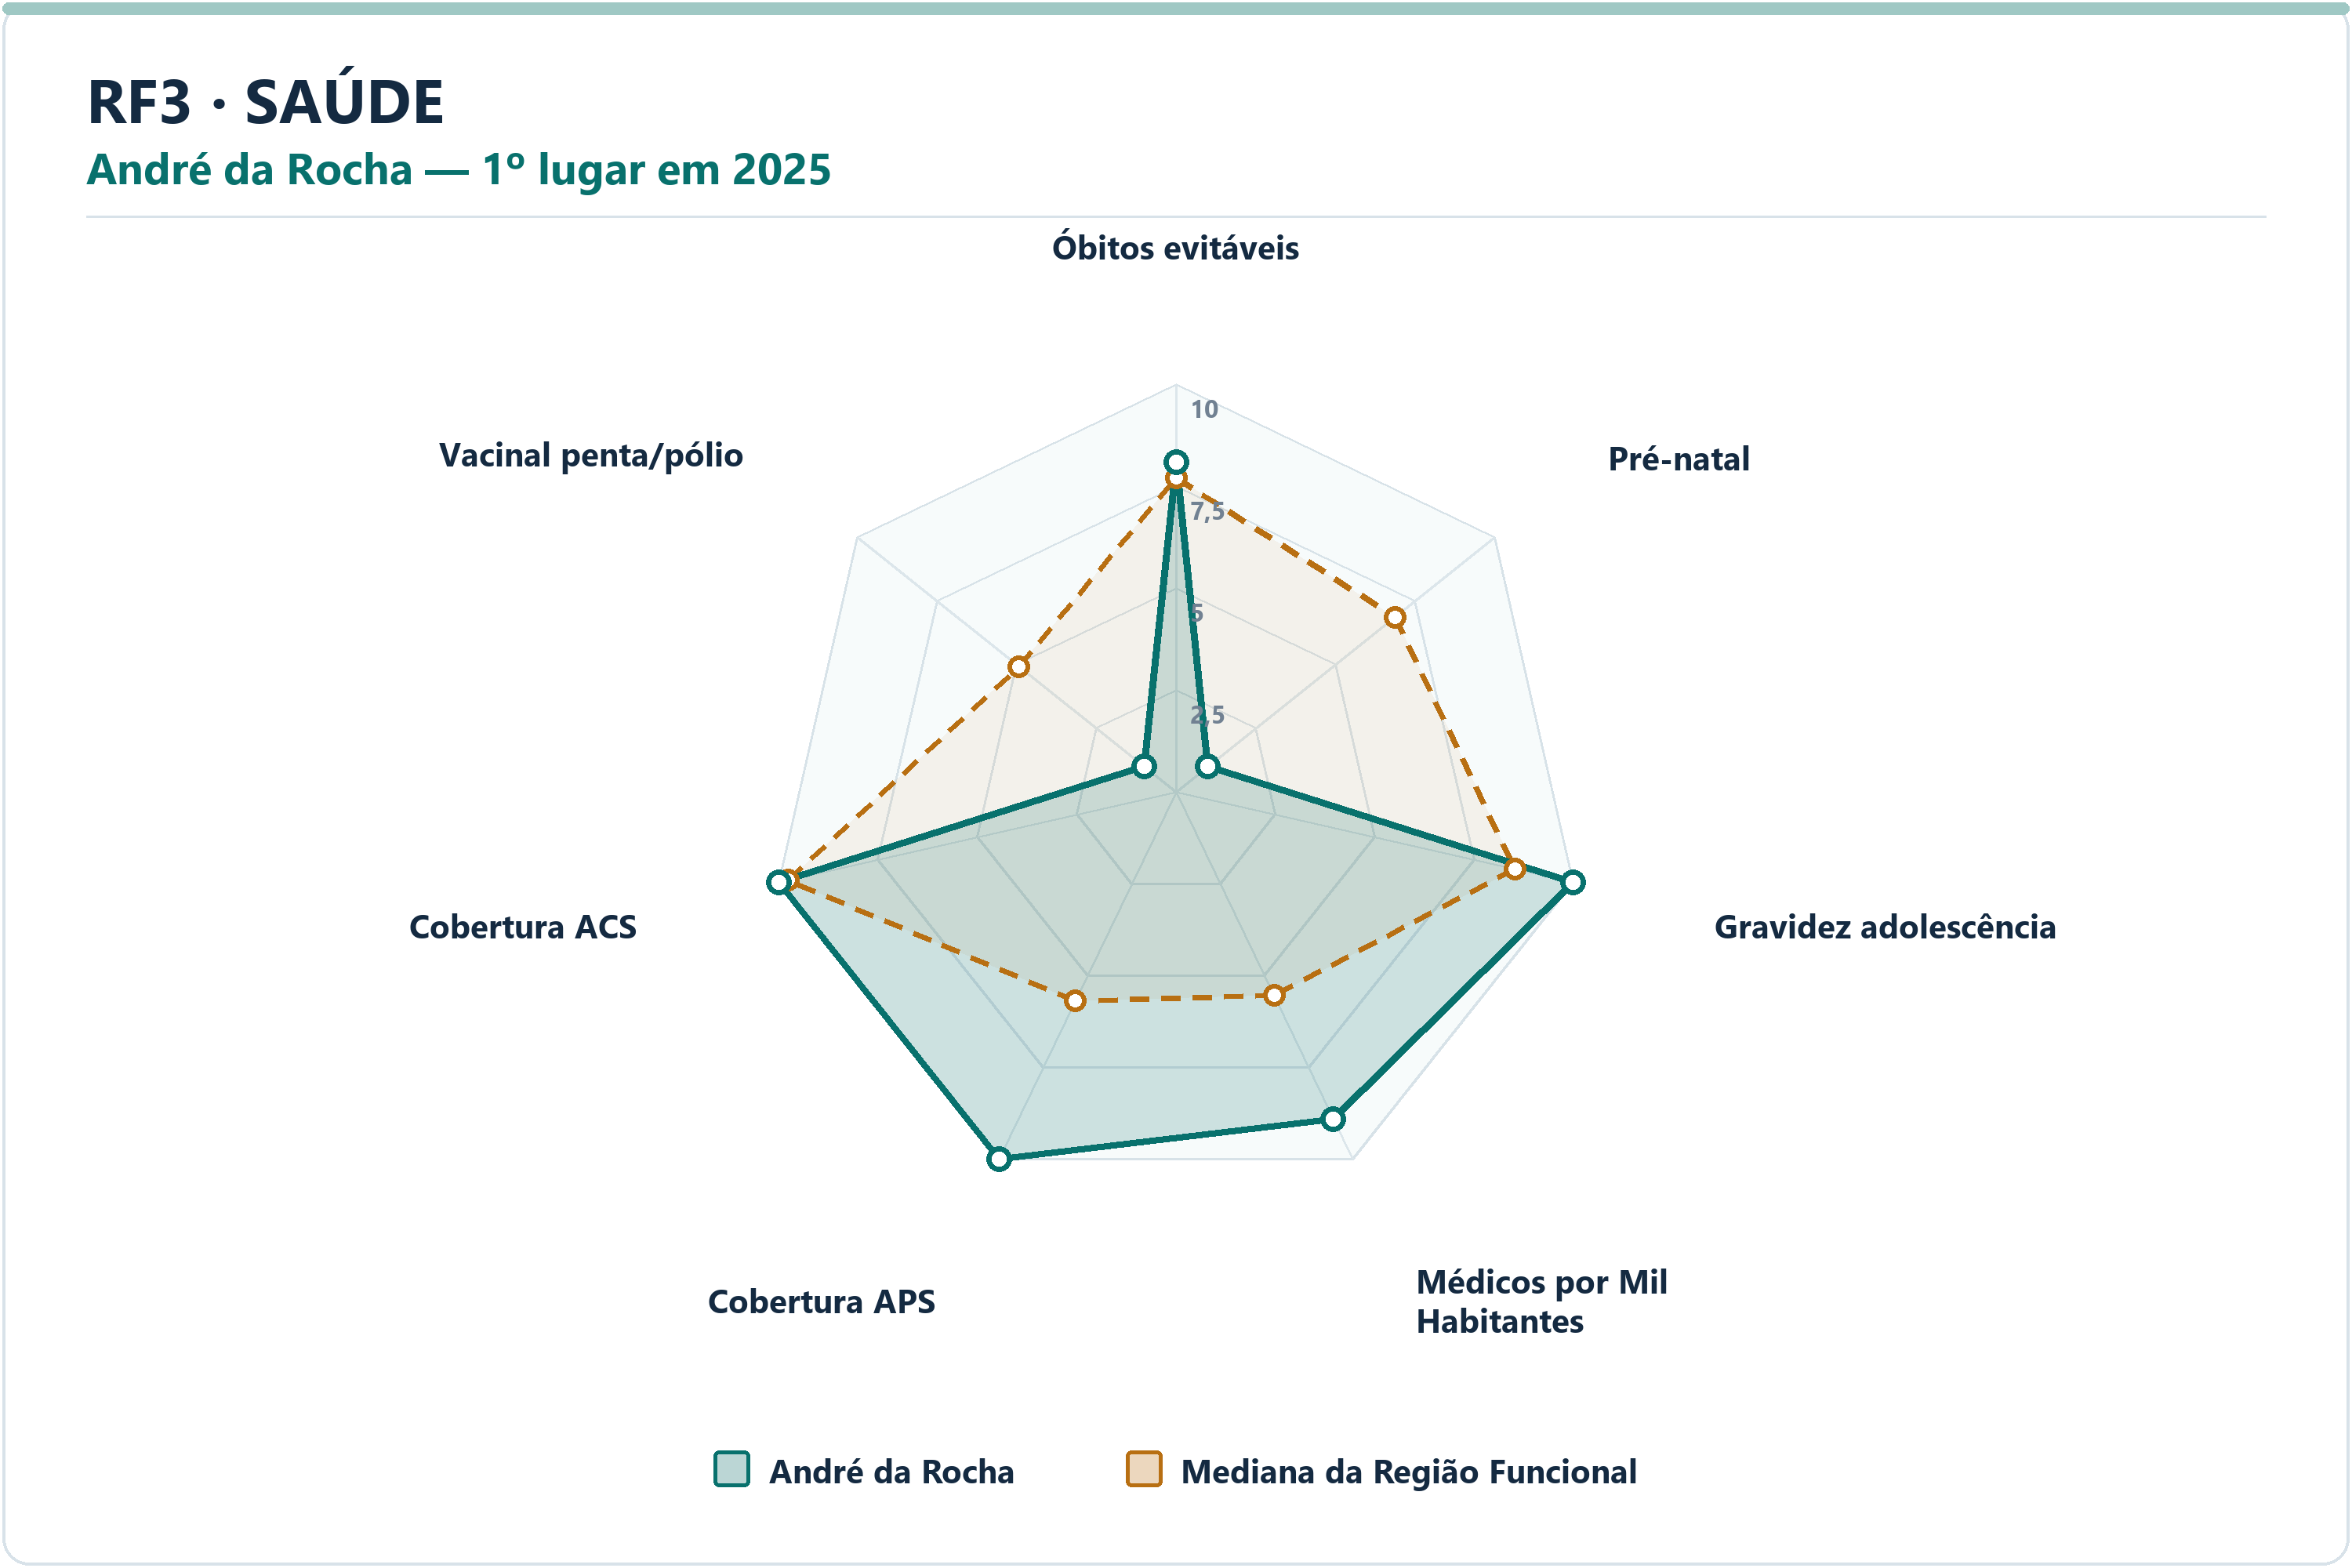 RF3 · SAÚDE
André da Rocha — 1º lugar em 2025
Óbitos evitáveis
10
Vacinal penta/pólio
Pré-natal
7,5
5
2,5
Cobertura ACS
Gravidez adolescência
Cobertura APS
Médicos por Mil
Habitantes
André da Rocha
Mediana da Região Funcional